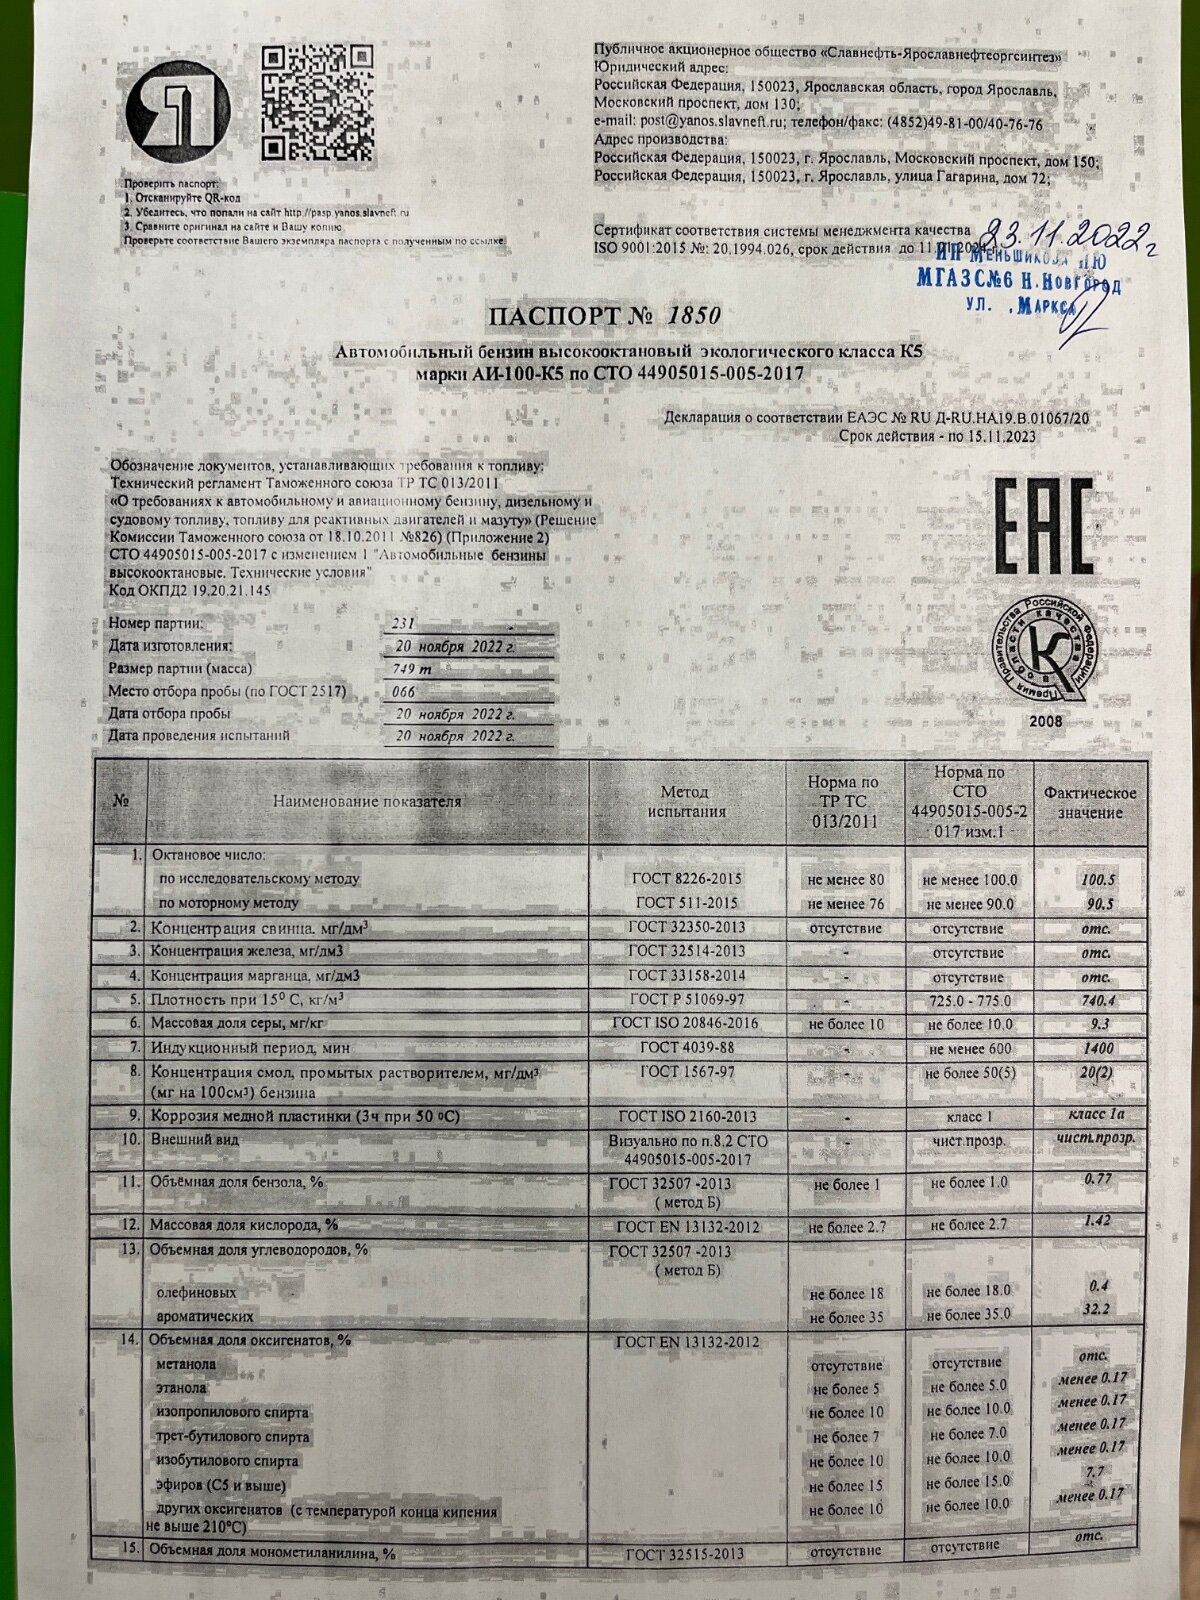 Публичное акционерное общество «Славнефть-Ярославнефтеоргсинтез»
Юридический адрес:
Российская Федерация, 150023, Ярославская область, город Ярославль,
Московский проспект, дом 130;
e-mail: post@yanos.slavneft.ru; телефон/факс: (4852)49-81-00/40-76-76
Адрес производства:
Российская Федерация, 150023, г. Ярославль, Московский проспект, дом 150;
Российская Федерация, 150023, г. Ярославль, улица Гагарина, дом 72;
Проверить паспорт:
1. Отсканируйте QR-код
2. Убедитесь, что попали на сайт http://pasp.yanos.slavneft.ru
3. Сравните оригинал на сайте и Вашу копию
Проверьте соответствие Вашего экземпляра паспорта с полученным по ссылке
Сертификат соответствия системы менеджмента качества
ISO 9001:2015 №: 20.1994.026, срок действия до 11.01.2024
23.11.2022г
ИП Меньшикова
МГАЗС№6 Н.Новгород
ул. Маркса
ПАСПОРТ № 1850
Автомобильный бензин высокооктановый экологического класса К5
марки АИ-100-К5 по СТО 44905015-005-2017
Декларация о соответствии ЕАЭС № RU Д-RU.НА19.В.01067/20
Срок действия - по 15.11.2023
Обозначение документов, устанавливающих требования к топливу:
Технический регламент Таможенного союза ТР ТС 013/2011
«О требованиях к автомобильному и авиационному бензину, дизельному и
судовому топливу, топливу для реактивных двигателей и мазуту» (Решение
Комиссии Таможенного союза от 18.10.2011 №826) (Приложение 2)
СТО 44905015-005-2017 с изменением 1 "Автомобильные бензины
высокооктановые. Технические условия"
Код ОКПД2 19.20.21.145
ЕАС
Премия Правительства Российской Федерации
в области качества
2008
Номер партии: 231
Дата изготовления: 20 ноября 2022 г.
Размер партии (масса) 749 т
Место отбора пробы (по ГОСТ 2517) 066
Дата отбора пробы 20 ноября 2022 г.
Дата проведения испытаний 20 ноября 2022 г.
№ Наименование показателя Метод испытания Норма по ТР ТС 013/2011 Норма по СТО 44905015-005-2017 изм.1 Фактическое значение
1. Октановое число:
по исследовательскому методу ГОСТ 8226-2015 не менее 80 не менее 100.0 100.5
по моторному методу ГОСТ 511-2015 не менее 76 не менее 90.0 90.5
2. Концентрация свинца. мг/дм³ ГОСТ 32350-2013 отсутствие отсутствие отс.
3. Концентрация железа, мг/дм3 ГОСТ 32514-2013 - отсутствие отс.
4. Концентрация марганца, мг/дм3 ГОСТ 33158-2014 - отсутствие отс.
5. Плотность при 15⁰ С, кг/м³ ГОСТ Р 51069-97 - 725.0 - 775.0 740.4
6. Массовая доля серы, мг/кг ГОСТ ISO 20846-2016 не более 10 не более 10.0 9.3
7. Индукционный период, мин ГОСТ 4039-88 - не менее 600 1400
8. Концентрация смол, промытых растворителем, мг/дм³ ГОСТ 1567-97 - не более 50(5) 20(2)
(мг на 100см³) бензина
9. Коррозия медной пластинки (3ч при 50 ºС) ГОСТ ISO 2160-2013 - класс 1 класс 1а
10. Внешний вид Визуально по п.8.2 СТО - чист.прозр. чист.прозр.
44905015-005-2017
11. Объёмная доля бензола, % ГОСТ 32507 -2013 не более 1 не более 1.0 0.77
( метод Б)
12. Массовая доля кислорода, % ГОСТ EN 13132-2012 не более 2.7 не более 2.7 1.42
13. Объемная доля углеводородов, % ГОСТ 32507 -2013
( метод Б)
олефиновых не более 18 не более 18.0 0.4
ароматических не более 35 не более 35.0 32.2
14. Объемная доля оксигенатов, % ГОСТ EN 13132-2012
метанола отсутствие отсутствие отс.
этанола не более 5 не более 5.0 менее 0.17
изопропилового спирта не более 10 не более 10.0 менее 0.17
трет-бутилового спирта не более 7 не более 7.0 менее 0.17
изобутилового спирта не более 10 не более 10.0 менее 0.17
эфиров (С5 и выше) не более 15 не более 15.0 7.7
других оксигенатов (с температурой конца кипения не более 10 не более 10.0 менее 0.17
не выше 210°С)
15. Объемная доля монометиланилина, % ГОСТ 32515-2013 отсутствие отсутствие отс.